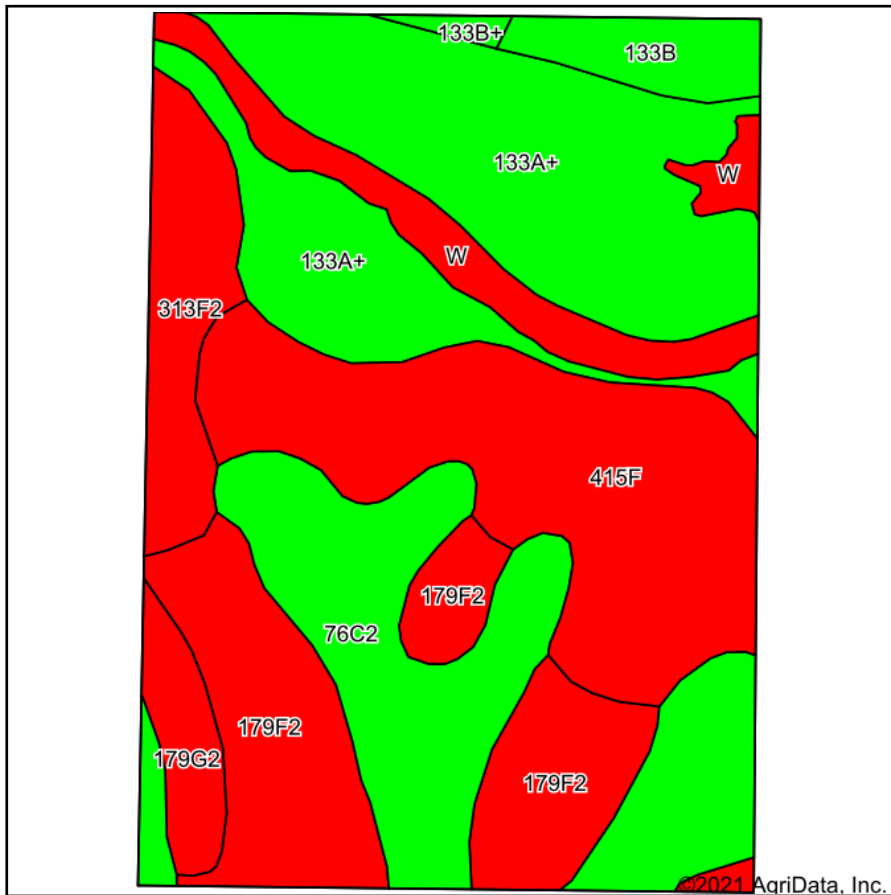 133B+
133B
133A+
W
133A+
W
313F2
415F
179F2
76C2
179F2
179G2
179F2
©2021 AgriData, Inc.